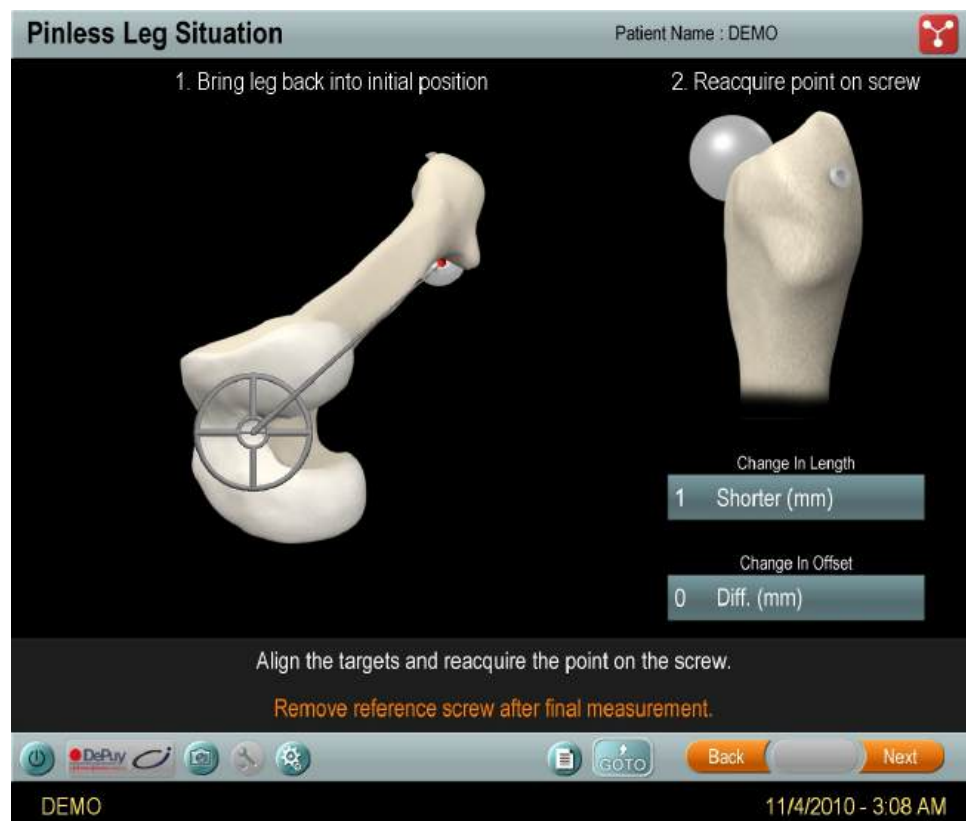 Pinless Leg Situation
Patient Name : DEMO
1. Bring leg back into initial position
2. Reacquire point on screw
Change In Length
1 Shorter (mm)
Change In Offset
0 Diff. (mm)
Align the targets and reacquire the point on the screw.
Remove reference screw after final measurement.
DePuy
GOTO
Back
Next
DEMO
11/4/2010 - 3:08 AM